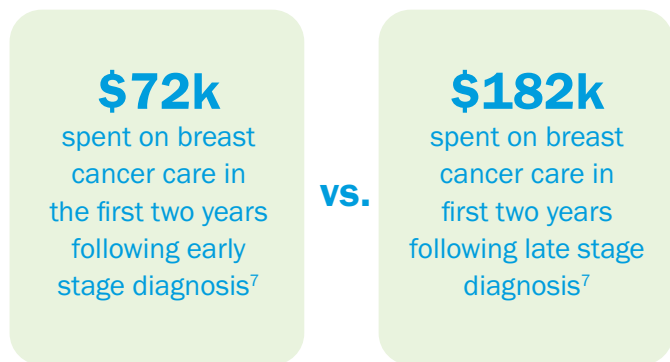 $72k
spent on breast
cancer care in
the first two years
following early
stage diagnosis⁷
vs.
$182k
spent on breast
cancer care in
first two years
following late stage
diagnosis⁷